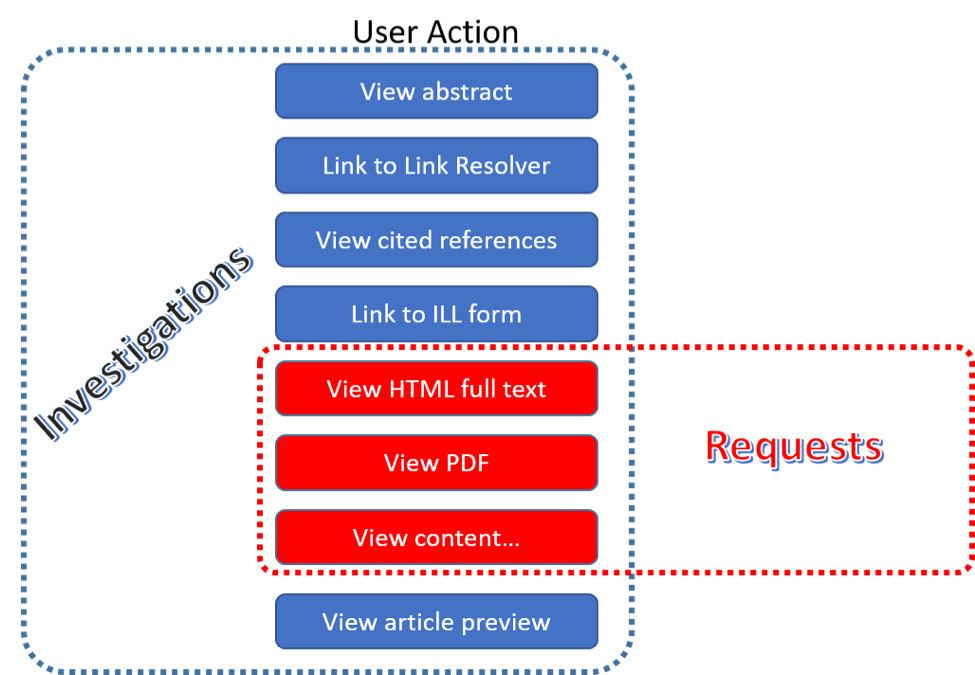 User Action
View abstract
Link to Link Resolver
View cited references
Link to ILL form
Investigations
View HTML full text
View PDF
Requests
View content...
View article preview